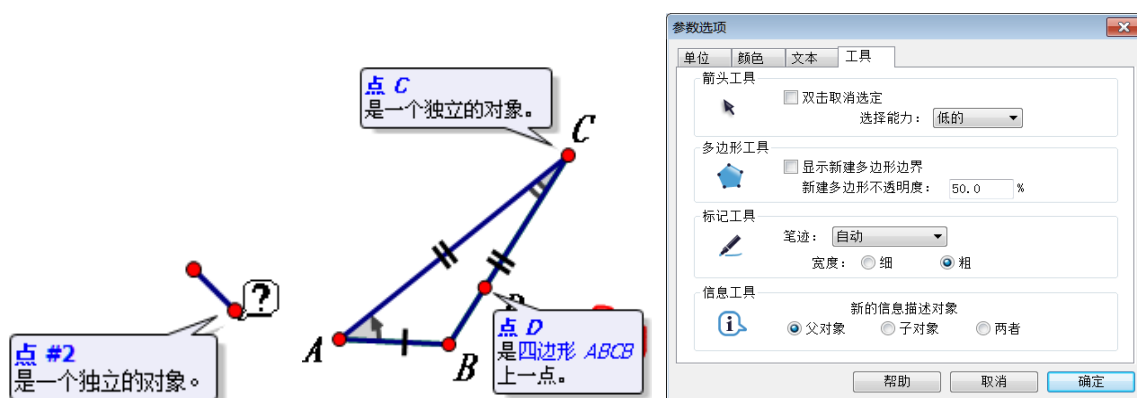 点 C
是一个独立的对象。
C
?
A
B
点 #2
是一个独立的对象。
点 D
是四边形 ABCB
上一点。
参数选项
单位
颜色
文本
工具
箭头工具
双击取消选定
选择能力： 低的
多边形工具
显示新建多边形边界
新建多边形不透明度： 50.0 %
标记工具
笔迹： 自动
宽度： 细 粗
信息工具
新的信息描述对象
父对象 子对象 两者
帮助 取消 确定